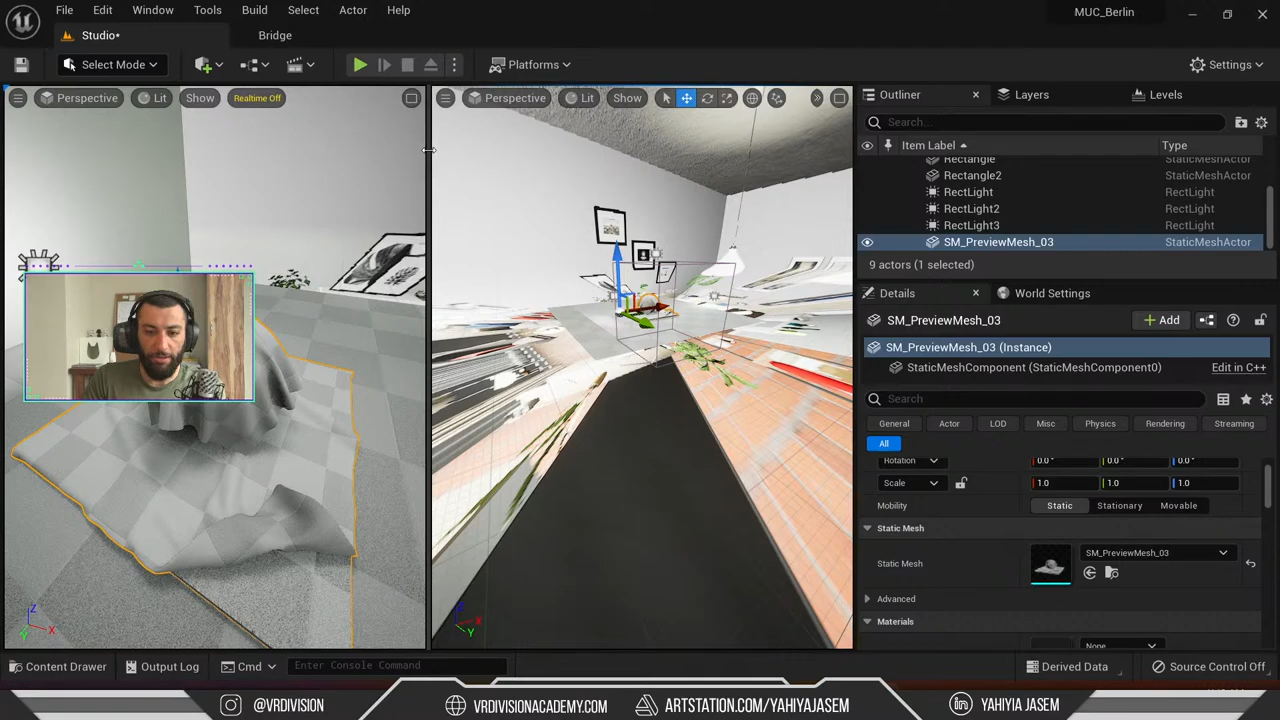 File Edit Window Tools Build Select Actor Help
MUC_Berlin
Studio* Bridge
Select Mode Platforms Settings
Perspective Lit Show Realtime Off
Perspective Lit Show
Outliner Layers Levels
Search...
Item Label Type
Rectangle StaticMeshActor
Rectangle2 StaticMeshActor
RectLight RectLight
RectLight2 RectLight
RectLight3 RectLight
SM_PreviewMesh_03 StaticMeshActor
9 actors (1 selected)
Details World Settings
SM_PreviewMesh_03 Add
SM_PreviewMesh_03 (Instance)
StaticMeshComponent (StaticMeshComponent0) Edit in C++
Search
General Actor LOD Misc Physics Rendering Streaming
All
Rotation 0.0° 0.0° 0.0°
Scale 1.0 1.0 1.0
Mobility Static Stationary Movable
Static Mesh
Static Mesh SM_PreviewMesh_03
Advanced
Materials
None
Z
X
Y
Z
X
Y
Content Drawer Output Log Cmd Enter Console Command Derived Data Source Control Off
@VRDIVISION VRDIVISIONACADEMY.COM ARTSTATION.COM/YAHIYAJASEM YAHIYIA JASEM